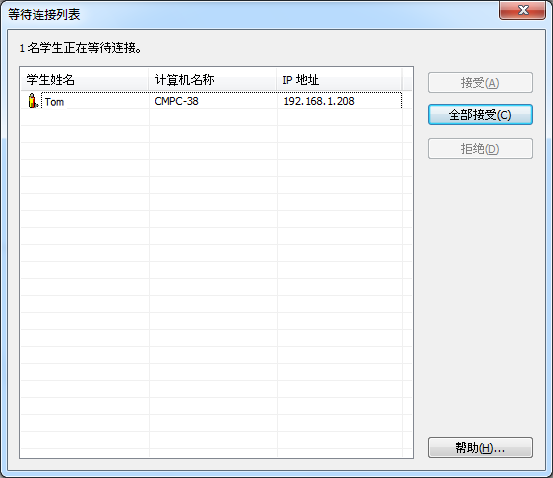 等待连接列表
1 名学生正在等待连接。
学生姓名 计算机名称 IP 地址
Tom CMPC-38 192.168.1.208
接受(A)
全部接受(C)
拒绝(D)
帮助(H)...